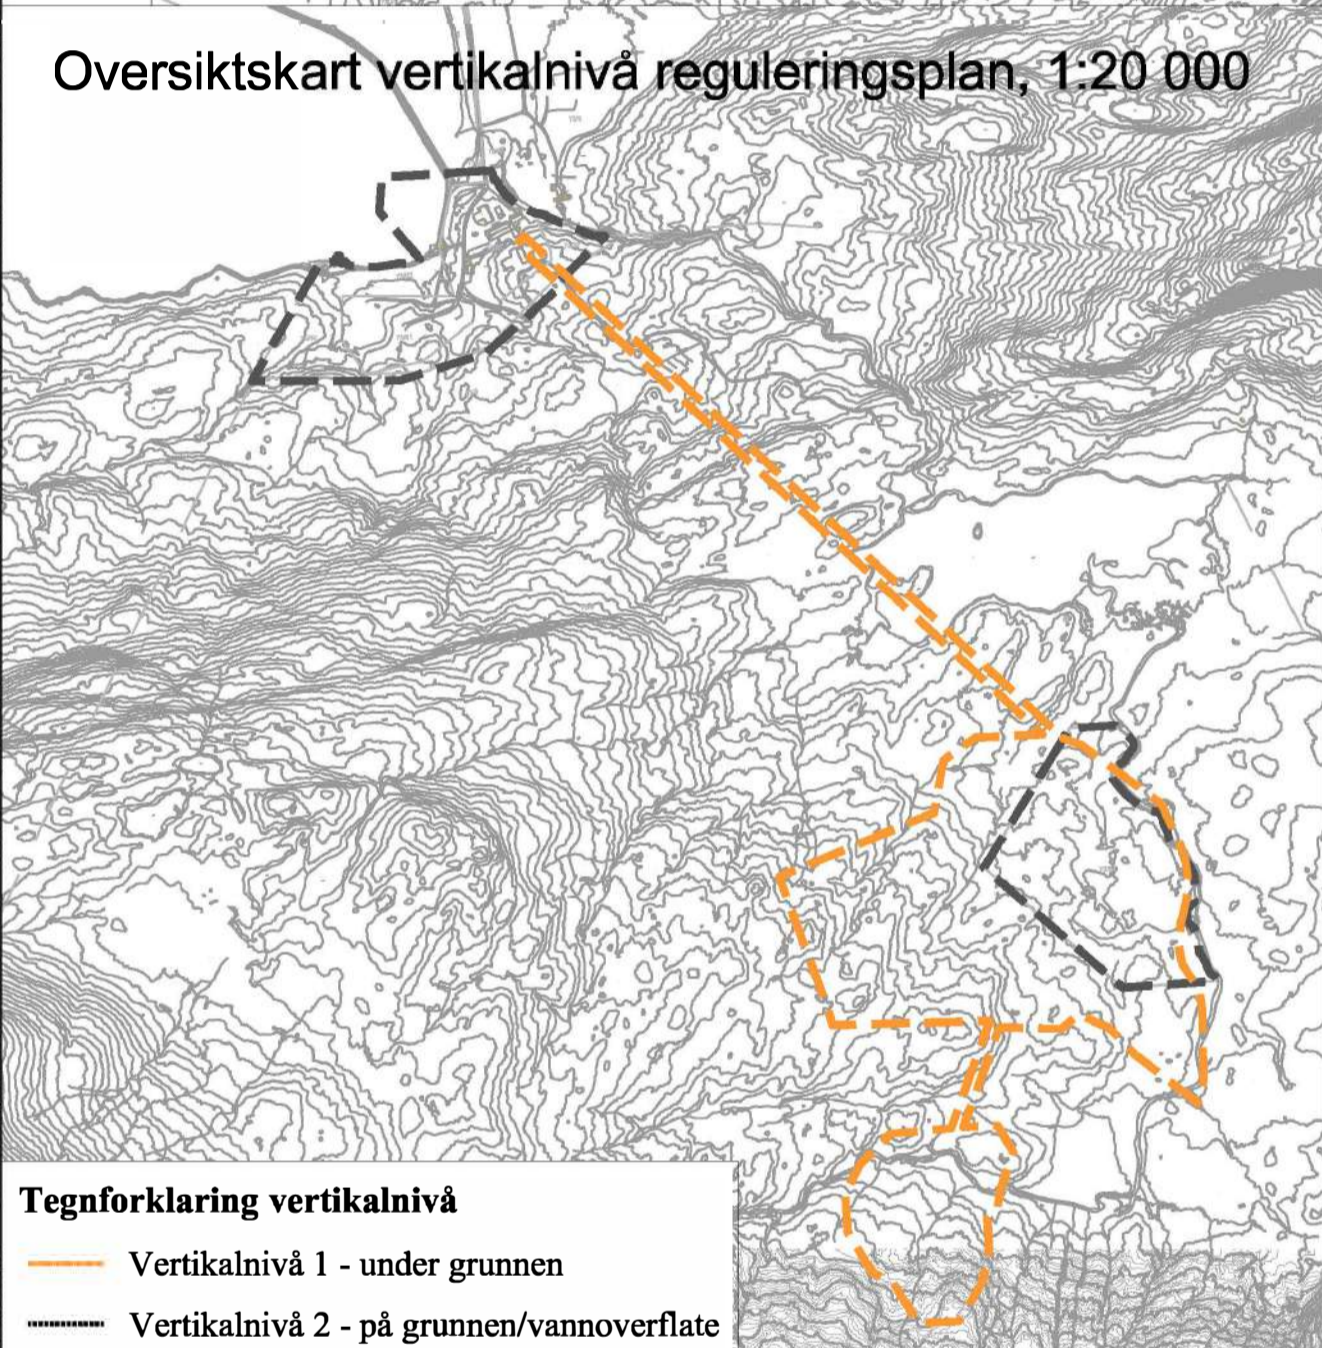 Oversiktskart vertikalnivå reguleringsplan, 1:20 000
Tegnforklaring vertikalnivå
Vertikalnivå 1 - under grunnen
Vertikalnivå 2 - på grunnen/vannoverflate